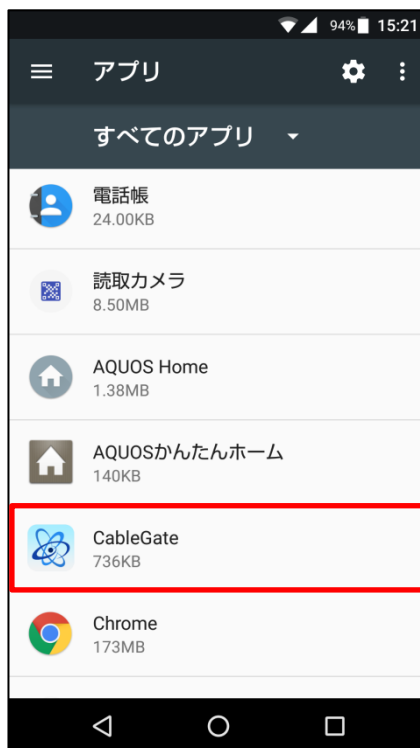 94% 15:21
アプリ
すべてのアプリ
電話帳
24.00KB
読取カメラ
8.50MB
AQUOS Home
1.38MB
AQUOSかんたんホーム
140KB
CableGate
736KB
Chrome
173MB